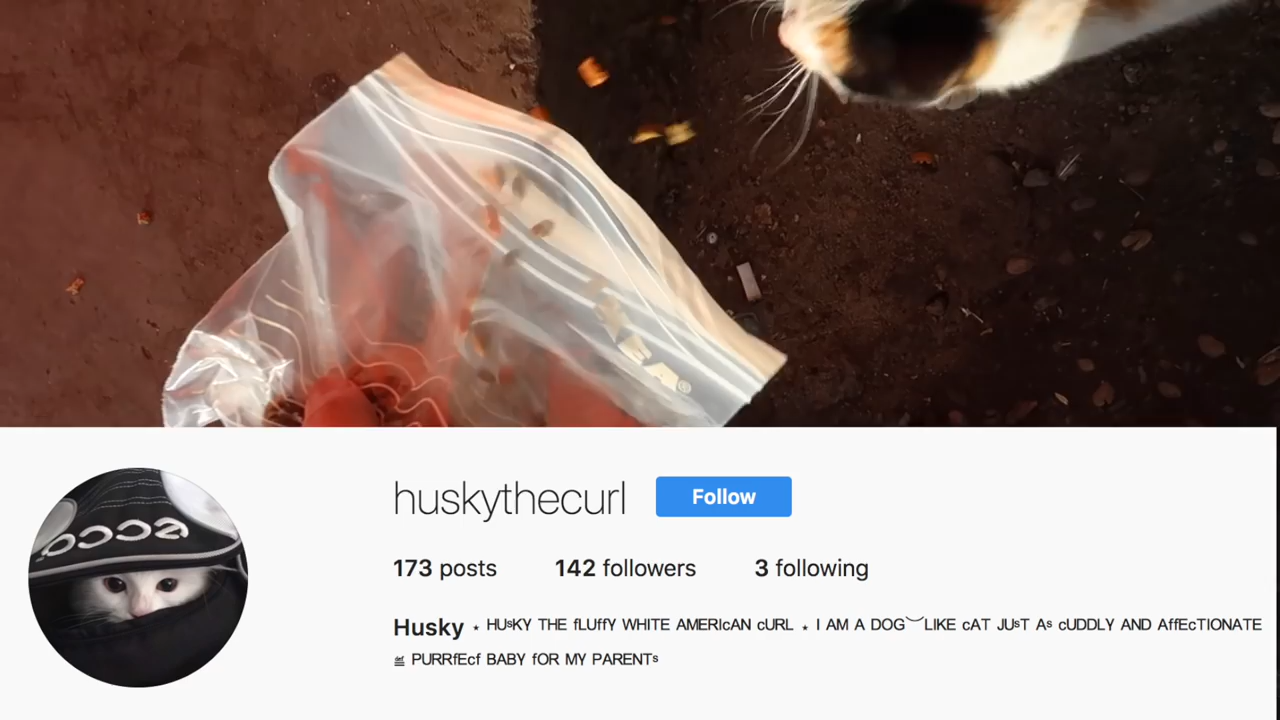 huskythecurl Follow
173 posts 142 followers 3 following
Husky ⋆ HUˢKY THE fLUffY WHITE AMERIcAN cURL ⋆ I AM A DOG︶LIKE cAT JUˢT Aˢ cUDDLY AND AffEcTIONATE
≝ PURRfEcf BABY fOR MY PARENTˢ